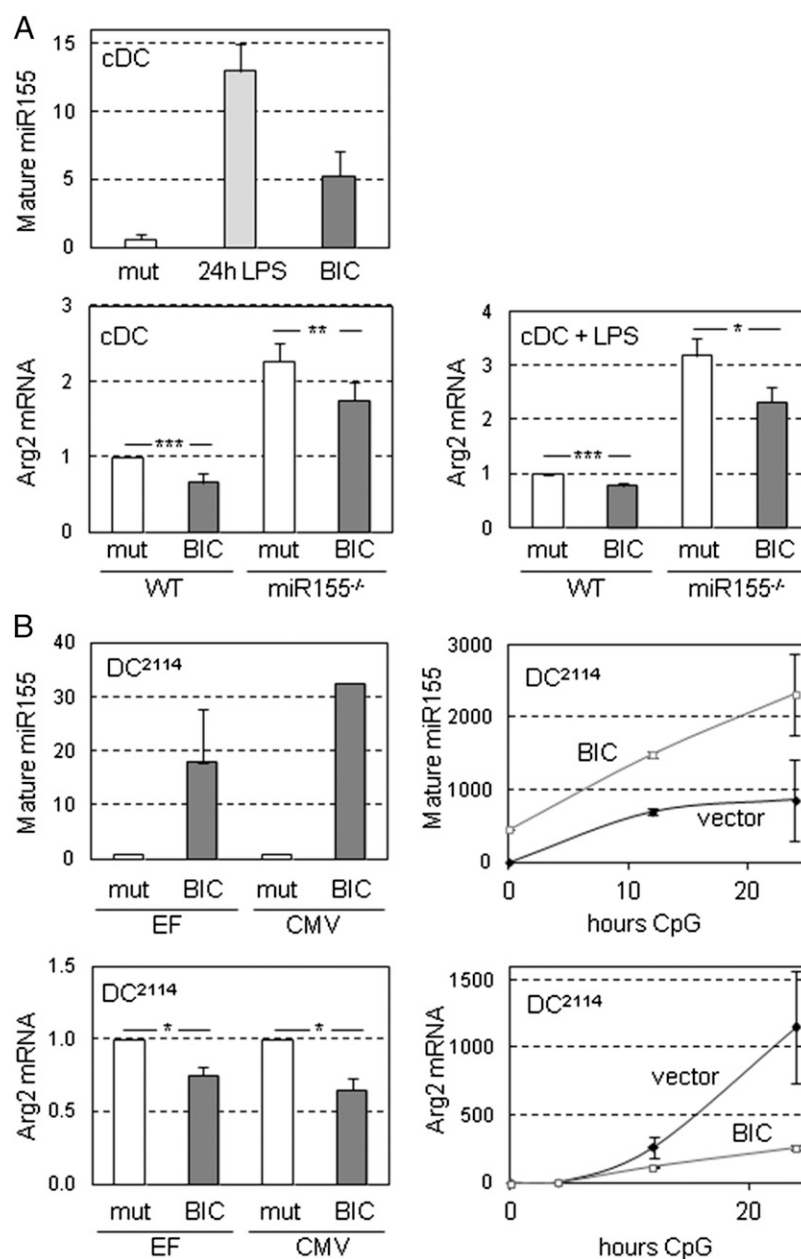 A
cDC
Mature miR155
15
10
5
0
mut 24h LPS BIC
cDC
Arg2 mRNA
3
2
1
0
***
**
mut BIC mut BIC
WT miR155-/-
cDC + LPS
Arg2 mRNA
4
3
2
1
0
***
*
mut BIC mut BIC
WT miR155-/-
B
DC2114
Mature miR155
40
30
20
10
0
mut BIC mut BIC
EF CMV
DC2114
Mature miR155
3000
2000
1000
0
BIC
vector
0 10 20
hours CpG
DC2114
Arg2 mRNA
1.5
1.0
0.5
0.0
* *
mut BIC mut BIC
EF CMV
DC2114
Arg2 mRNA
1500
1000
500
0
vector
BIC
0 20
hours CpG